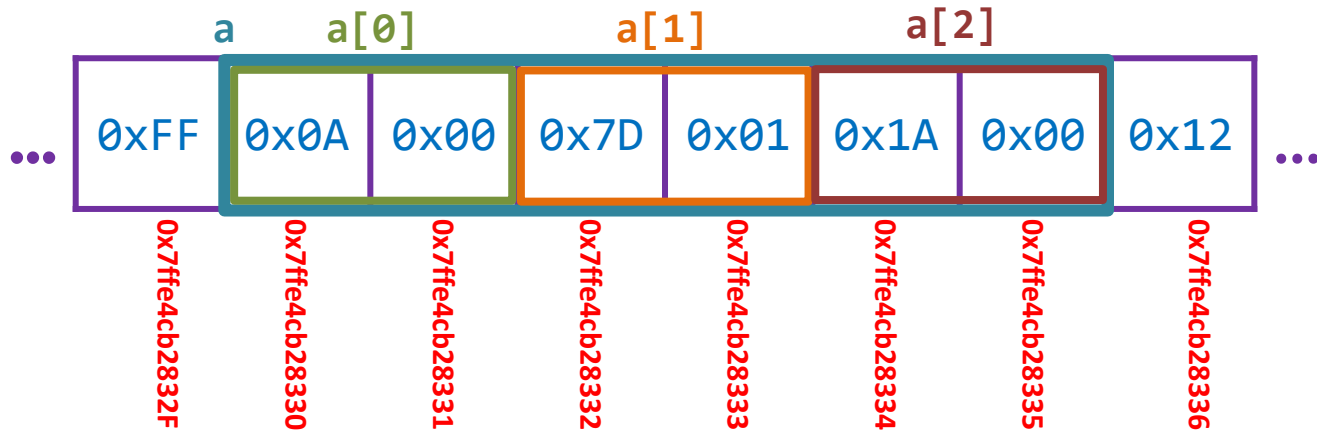 a a[0] a[1] a[2]
... 0xFF 0x0A 0x00 0x7D 0x01 0x1A 0x00 0x12 ...
0x7ffe4cb2832F
0x7ffe4cb28330
0x7ffe4cb28331
0x7ffe4cb28332
0x7ffe4cb28333
0x7ffe4cb28334
0x7ffe4cb28335
0x7ffe4cb28336